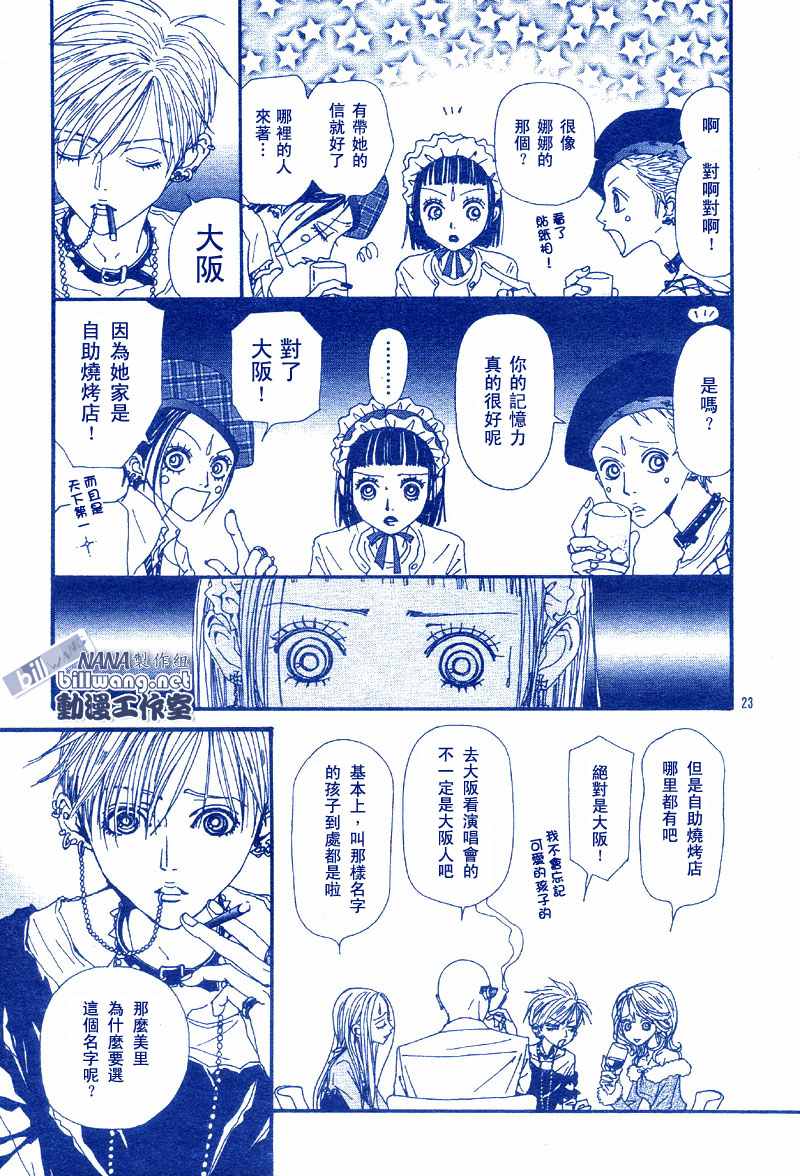 啊
對啊對啊！
很像
娜娜的
那個？
看了
貼紙相！
有帶她的
信就好了
哪裡的人
來著…
大阪
是嗎？
你的記憶力
真的很好呢
………
對了
大阪！
因為她家是
自助燒烤店！
而且是
天下第一
bill wang
NANA製作組
billwang.net
動漫工作室
23
但是自助燒烤店
哪里都有吧
絕對是大阪！
我不會忘記
可愛的孩子的
去大阪看演唱會的
不一定是大阪人吧
基本上，叫那樣名字
的孩子到處都是啦
那麼美里
為什麼要選
這個名字呢？